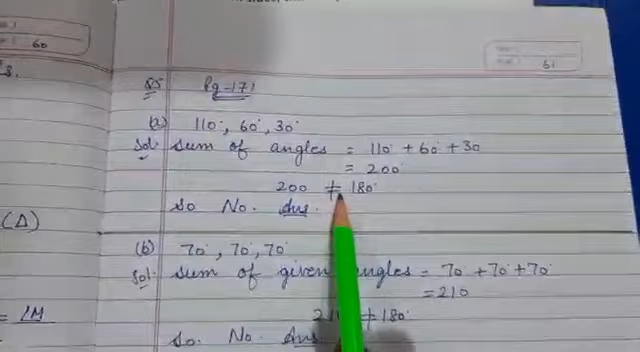 60
61
s.
Q5 Pg-171
(a) 110°, 60°, 30°
Sol: Sum of angles = 110° + 60° + 30
= 200°
200 ≠ 180°
So No. Ans.
(Δ)
(b) 70°, 70°, 70°
Sol: Sum of given angles = 70° + 70° + 70°
= 210
= LM
≠ 180°
So. No. Ans